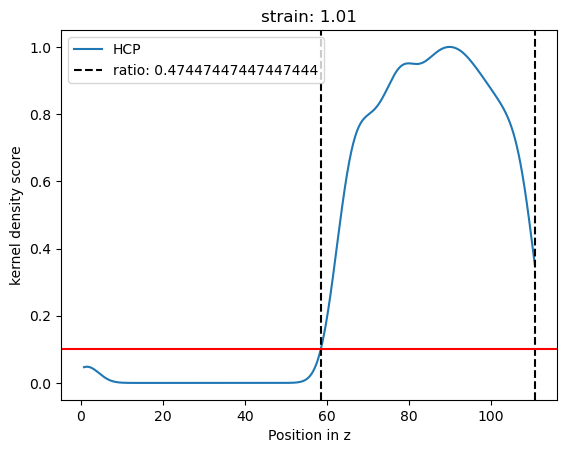 strain: 1.01
HCP
ratio: 0.47447447447447444
kernel density score
1.0
0.8
0.6
0.4
0.2
0.0
0 20 40 60 80 100
Position in z